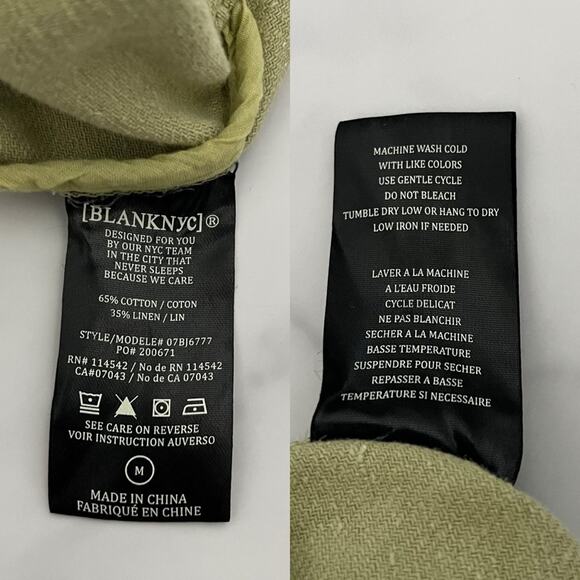 [BLANKNYC]®
DESIGNED FOR YOU
BY OUR NYC TEAM
IN THE CITY THAT
NEVER SLEEPS
BECAUSE WE CARE
65% COTTON / COTON
35% LINEN / LIN
STYLE/MODELE# 07BJ6777
PO# 200671
RN# 114542 / No de RN 114542
CA#07043 / No de CA 07043
SEE CARE ON REVERSE
VOIR INSTRUCTION AUVERSO
M
MADE IN CHINA
FABRIQUÉ EN CHINE
MACHINE WASH COLD
WITH LIKE COLORS
USE GENTLE CYCLE
DO NOT BLEACH
TUMBLE DRY LOW OR HANG TO DRY
LOW IRON IF NEEDED
LAVER A LA MACHINE
A L'EAU FROIDE
CYCLE DELICAT
NE PAS BLANCHIR
SECHER A LA MACHINE
BASSE TEMPERATURE
SUSPENDRE POUR SECHER
REPASSER A BASSE
TEMPERATURE SI NECESSAIRE